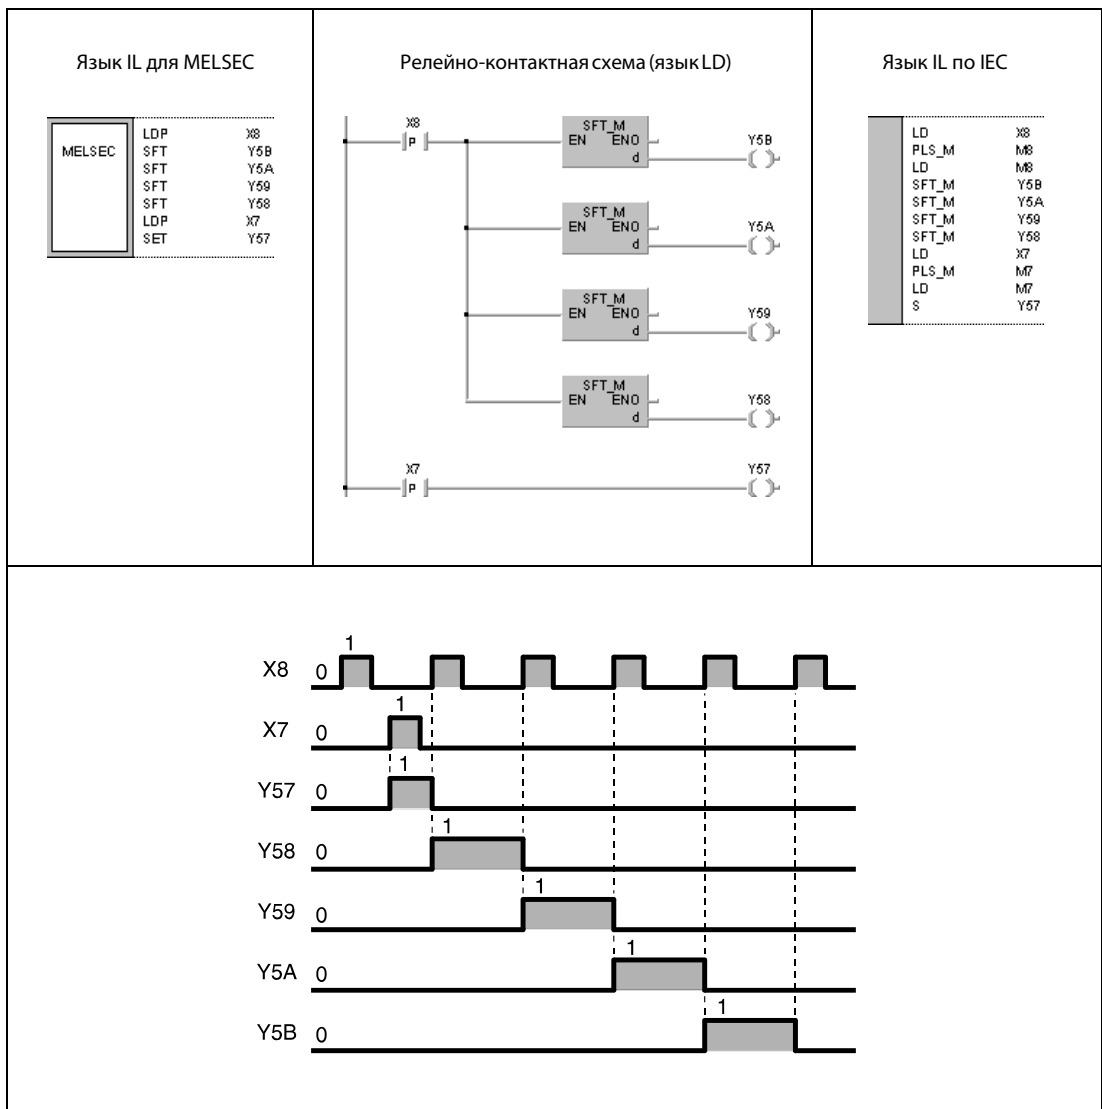 Язык IL для MELSEC
MELSEC
LDP X8
SFT Y5B
SFT Y5A
SFT Y59
SFT Y58
LDP X7
SET Y57
Релейно-контактная схема (язык LD)
X8
P
SFT_M
EN ENO
d
Y5B
SFT_M
EN ENO
d
Y5A
SFT_M
EN ENO
d
Y59
SFT_M
EN ENO
d
Y58
X7
P
Y57
Язык IL по IEC
LD X8
PLS_M M8
LD M8
SFT_M Y5B
SFT_M Y5A
SFT_M Y59
SFT_M Y58
LD X7
PLS_M M7
LD M7
S Y57
1
X8 0
1
X7 0
1
Y57 0
1
Y58 0
1
Y59 0
1
Y5A 0
1
Y5B 0